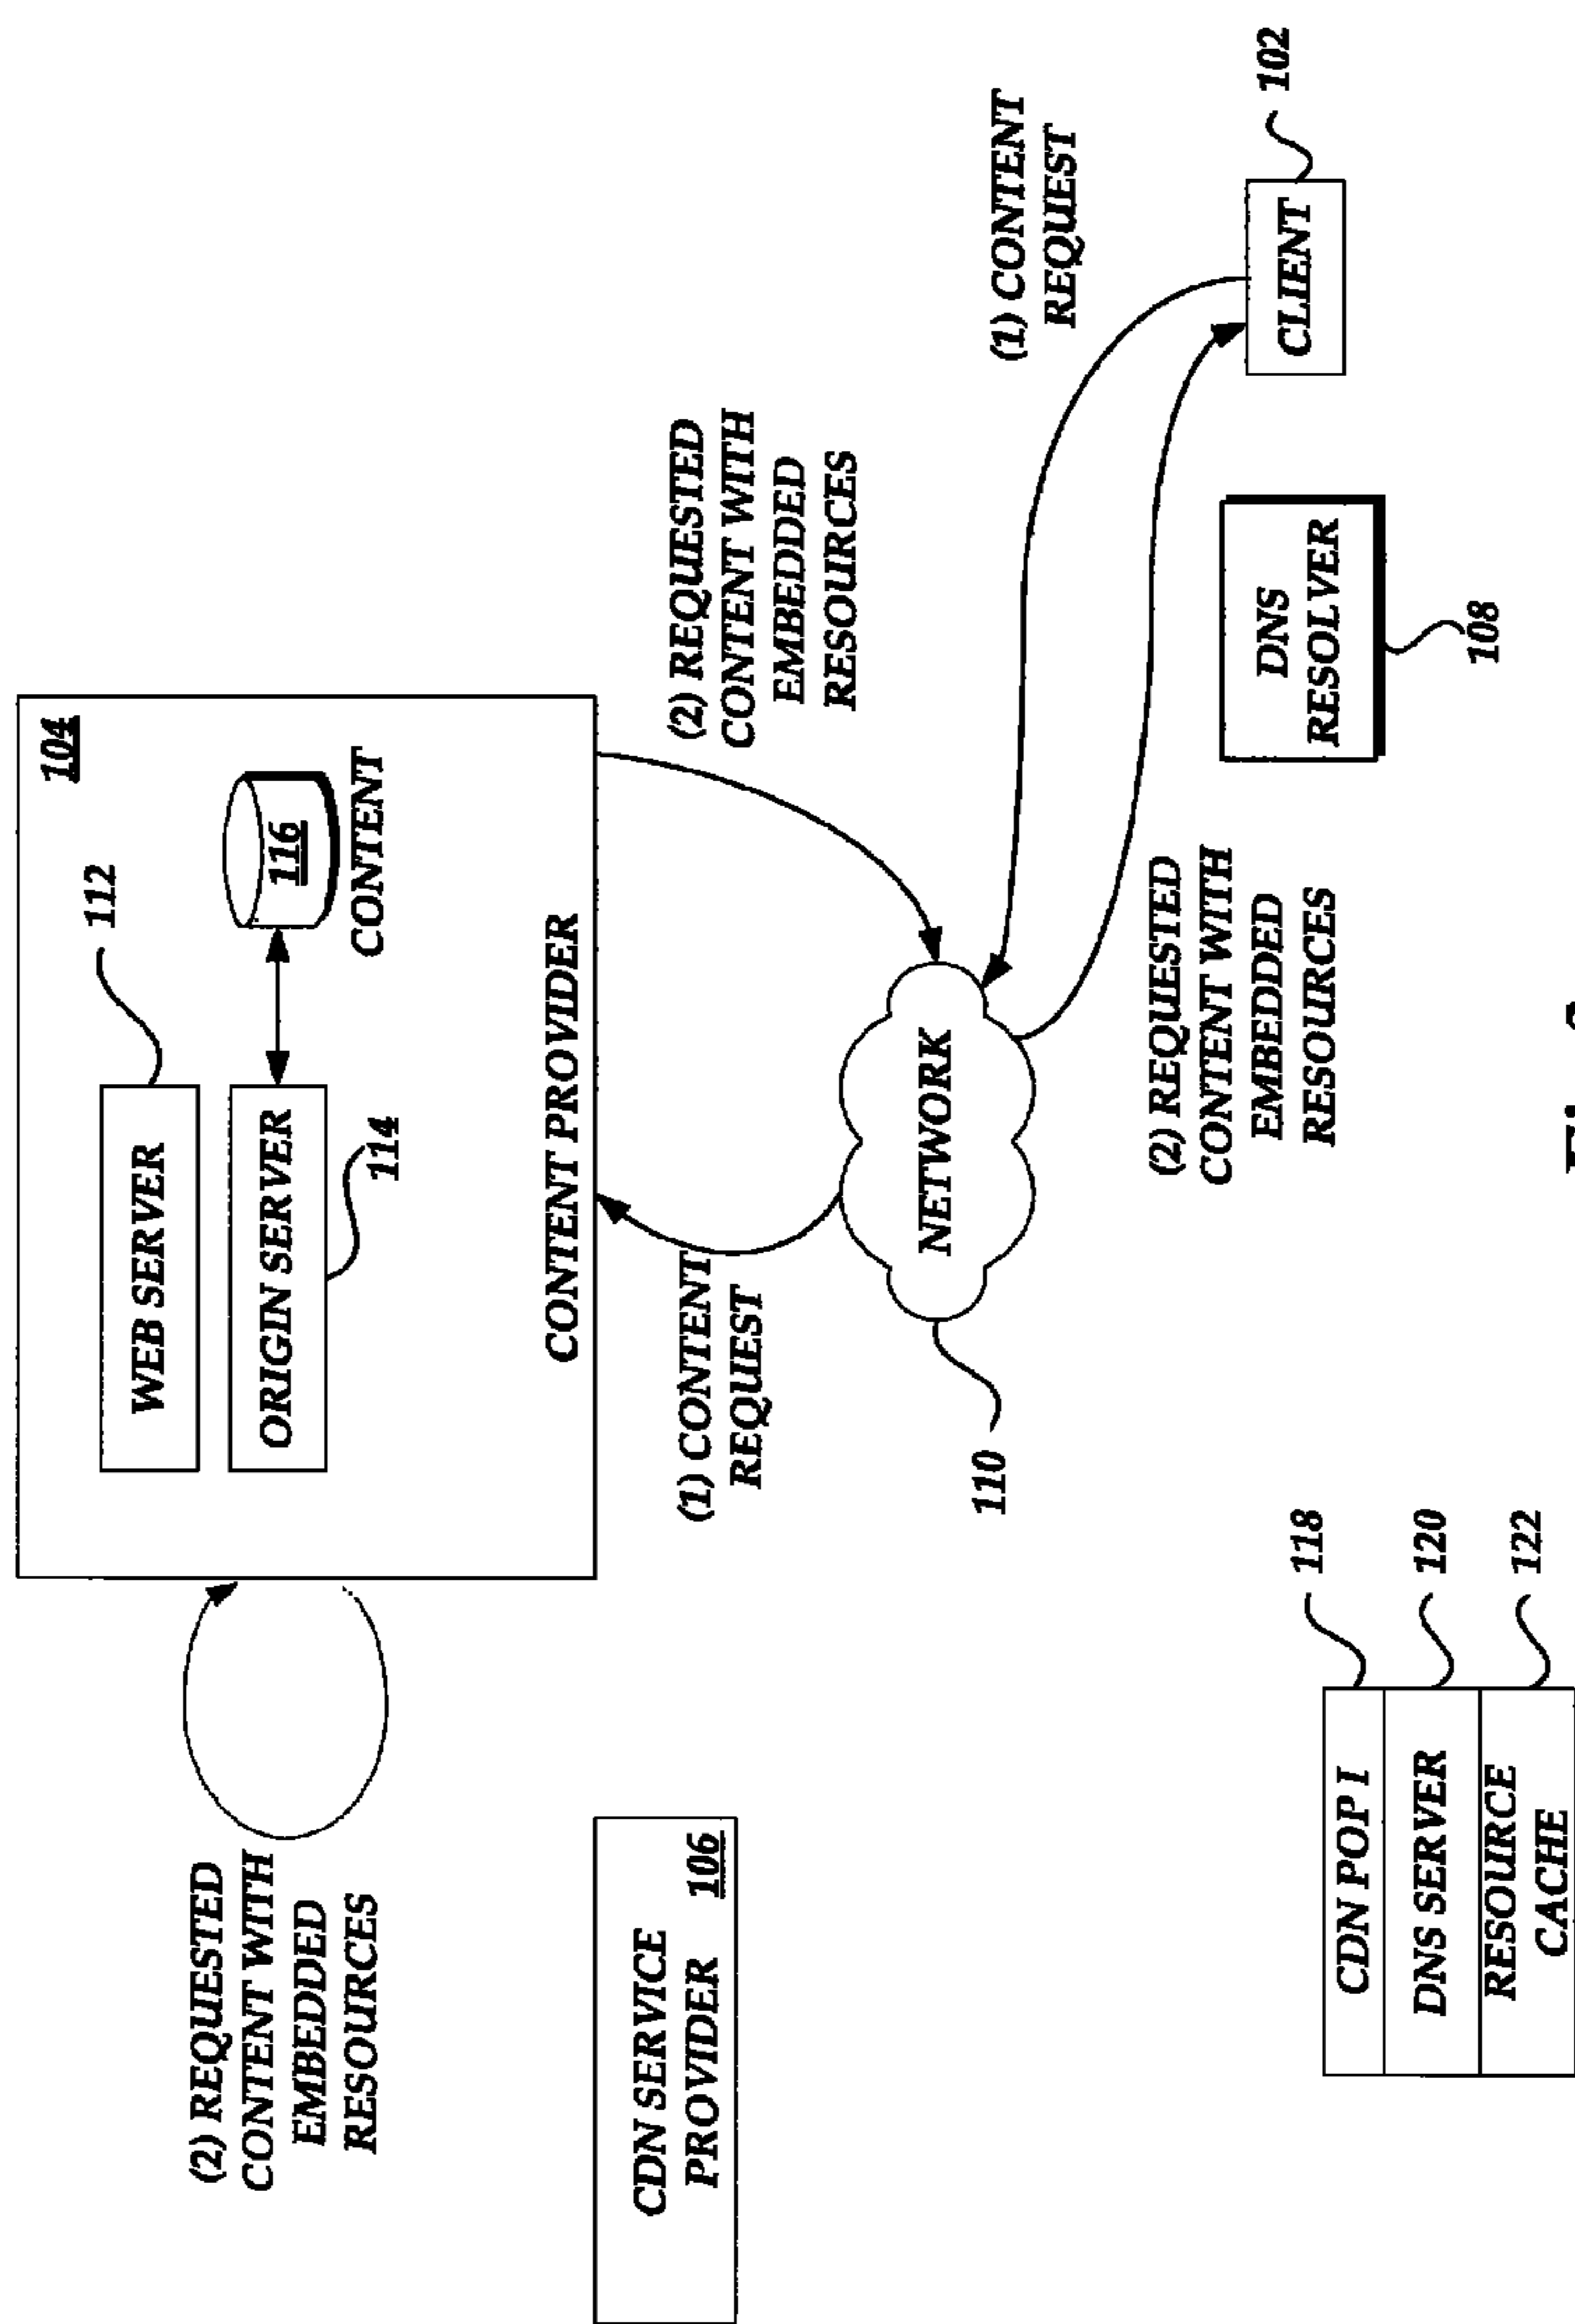 (2) REQUESTED
CONTENT WITH
EMBEDDED
RESOURCES
104
WEB SERVER
112
ORIGIN SERVER
114
116
CONTENT
CONTENT PROVIDER
CDN SERVICE
PROVIDER 106
(1) CONTENT
REQUEST
(2) REQUESTED
CONTENT WITH
EMBEDDED
RESOURCES
NETWORK
110
(1) CONTENT
REQUEST
(2) REQUESTED
CONTENT WITH
EMBEDDED
RESOURCES
CLIENT
102
DNS
RESOLVER
108
CDN POP I
118
DNS SERVER
120
RESOURCE
CACHE
122